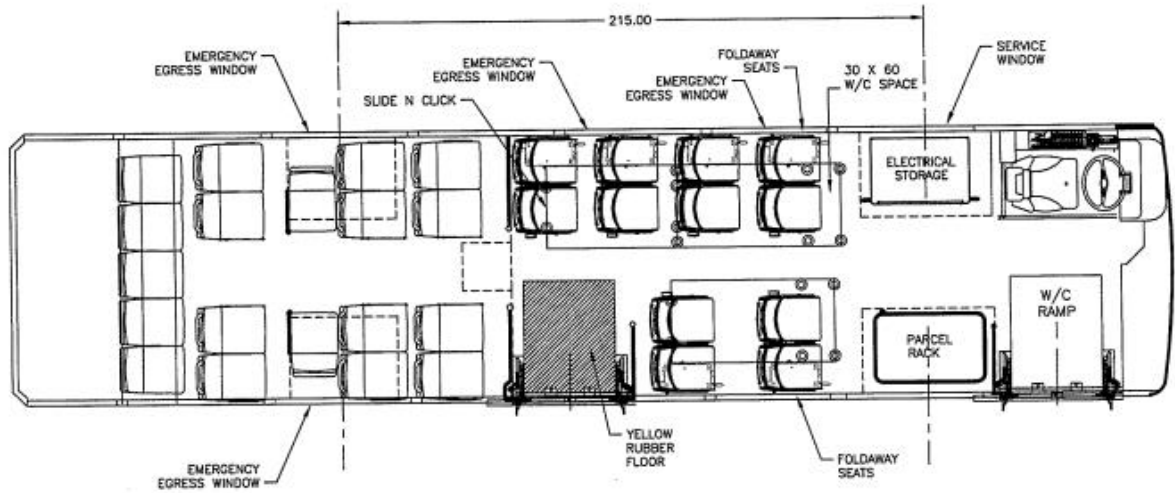 215.00
EMERGENCY
EGRESS WINDOW
EMERGENCY
EGRESS WINDOW
FOLDAWAY
SEATS
SERVICE
WINDOW
EMERGENCY
EGRESS WINDOW
30 X 60
W/C SPACE
SLIDE N CLICK
ELECTRICAL
STORAGE
W/C
RAMP
PARCEL
RACK
YELLOW
RUBBER
FLOOR
FOLDAWAY
SEATS
EMERGENCY
EGRESS WINDOW